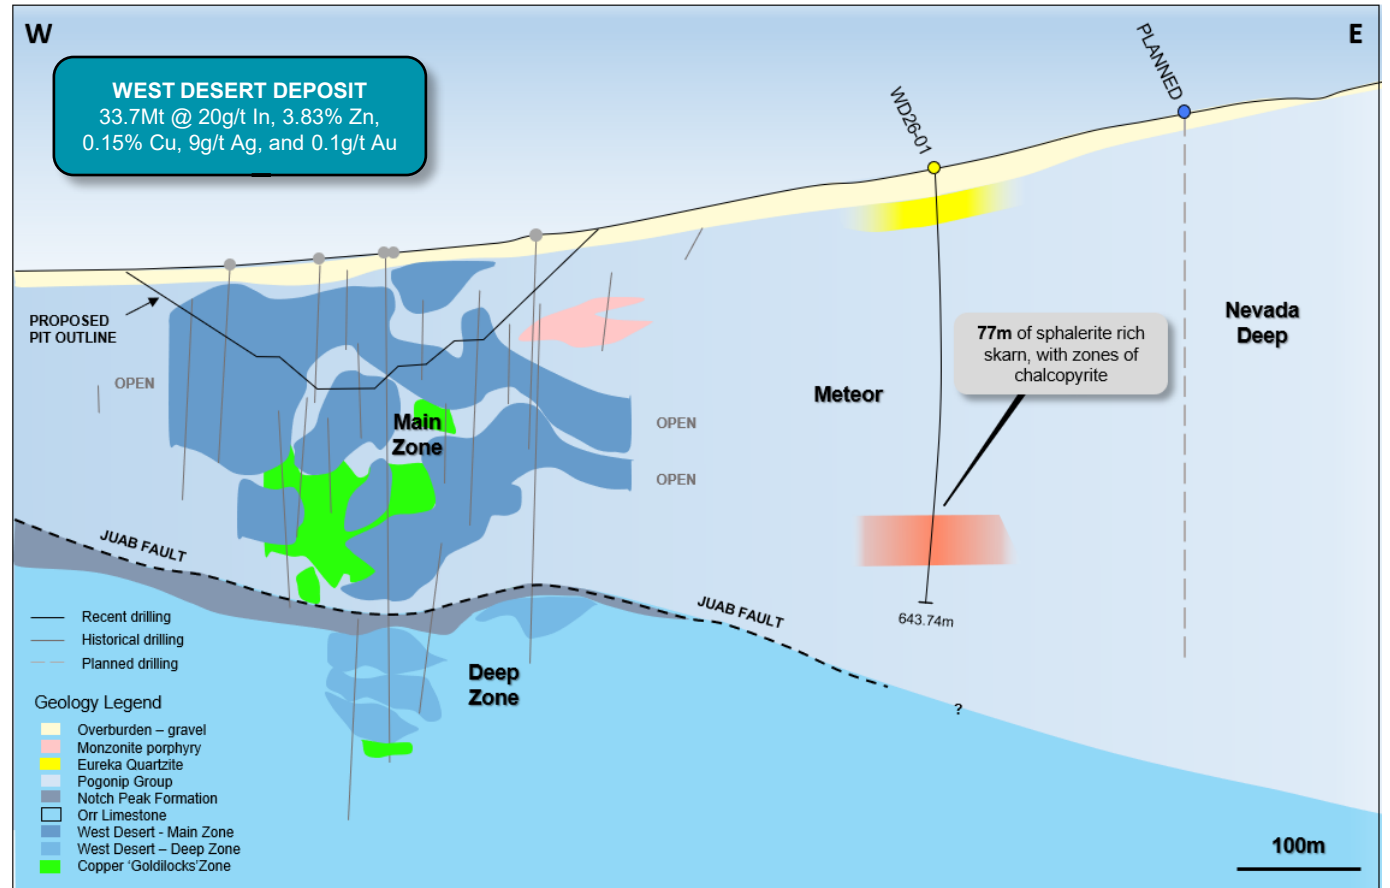 W
E
WEST DESERT DEPOSIT
33.7Mt @ 20g/t In, 3.83% Zn,
0.15% Cu, 9g/t Ag, and 0.1g/t Au
PLANNED
WD26-01
PROPOSED
PIT OUTLINE
OPEN
Main
Zone
OPEN
OPEN
Meteor
77m of sphalerite rich
skarn, with zones of
chalcopyrite
Nevada
Deep
JUAB FAULT
JUAB FAULT
643.74m
Deep
Zone
?
Recent drilling
Historical drilling
Planned drilling
Geology Legend
Overburden – gravel
Monzonite porphyry
Eureka Quartzite
Pogonip Group
Notch Peak Formation
Orr Limestone
West Desert - Main Zone
West Desert – Deep Zone
Copper ‘Goldilocks’Zone
100m